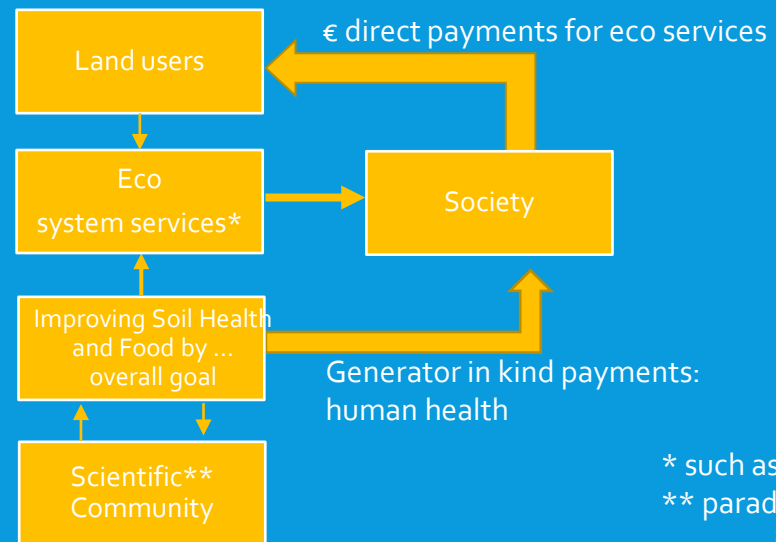 € direct payments for eco services
Land users
Eco
system services*
Society
Improving Soil Health
and Food by ...
overall goal
Generator in kind payments:
human health
Scientific**
Community
* such as
** parad